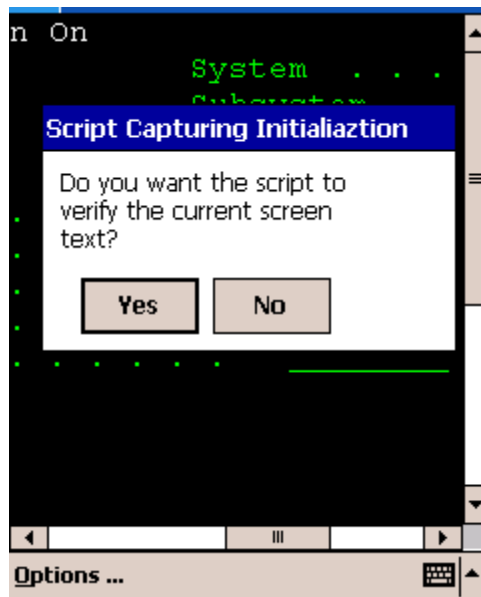 n On
System . . .
Subsystem
Script Capturing Initialiaztion
Do you want the script to
verify the current screen
text?
Yes No
.
.
.
.
. . . . . .
Options ...